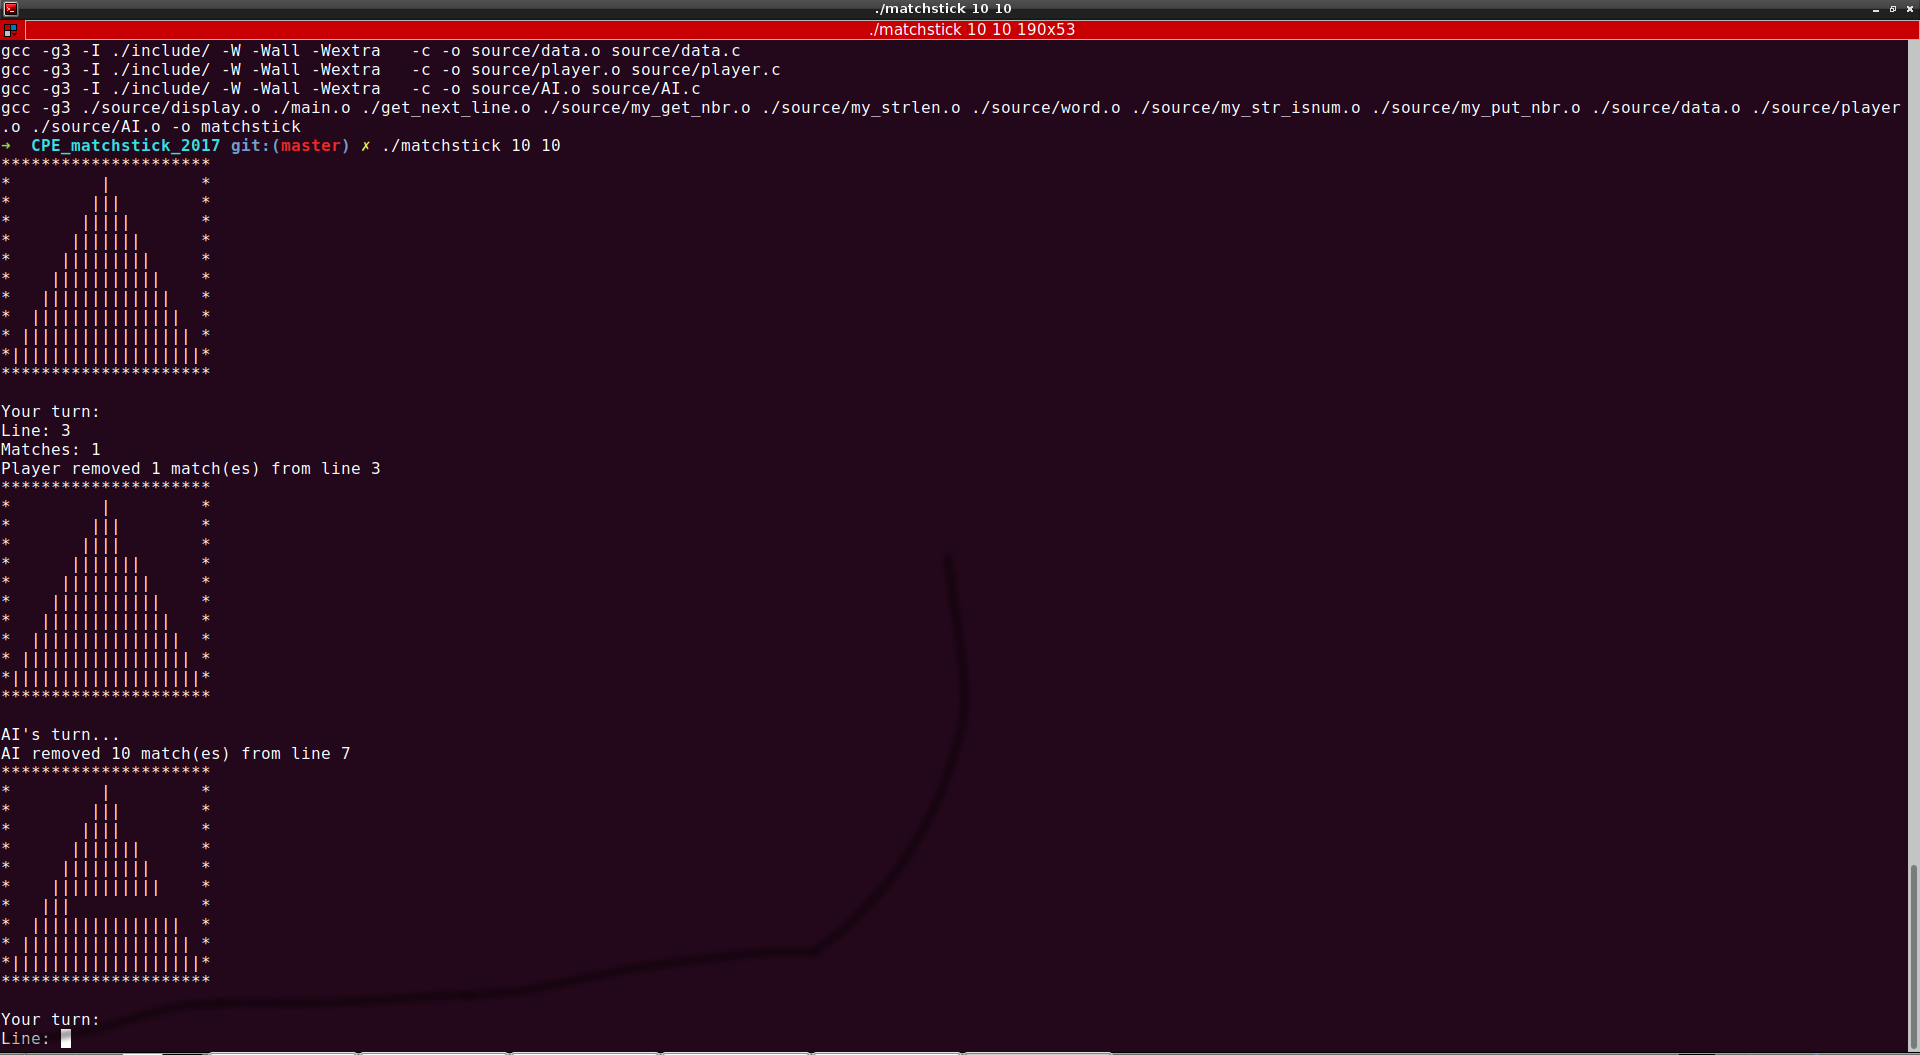 ./matchstick 10 10
./matchstick 10 10 190x53
gcc -g3 -I ./include/ -W -Wall -Wextra   -c -o source/data.o source/data.c
gcc -g3 -I ./include/ -W -Wall -Wextra   -c -o source/player.o source/player.c
gcc -g3 -I ./include/ -W -Wall -Wextra   -c -o source/AI.o source/AI.c
gcc -g3 ./source/display.o ./main.o ./get_next_line.o ./source/my_get_nbr.o ./source/my_strlen.o ./source/word.o ./source/my_str_isnum.o ./source/my_put_nbr.o ./source/data.o ./source/player
.o ./source/AI.o -o matchstick
➜  CPE_matchstick_2017 git:(master) ✗ ./matchstick 10 10
*********************
*         |         *
*        |||        *
*       |||||       *
*      |||||||      *
*     |||||||||     *
*    |||||||||||    *
*   |||||||||||||   *
*  |||||||||||||||  *
* ||||||||||||||||| *
*|||||||||||||||||||*
*********************

Your turn:
Line: 3
Matches: 1
Player removed 1 match(es) from line 3
*********************
*         |         *
*        |||        *
*       ||||        *
*      |||||||      *
*     |||||||||     *
*    |||||||||||    *
*   |||||||||||||   *
*  |||||||||||||||  *
* ||||||||||||||||| *
*|||||||||||||||||||*
*********************

AI's turn...
AI removed 10 match(es) from line 7
*********************
*         |         *
*        |||        *
*       ||||        *
*      |||||||      *
*     |||||||||     *
*    |||||||||||    *
*   |||             *
*  |||||||||||||||  *
* ||||||||||||||||| *
*|||||||||||||||||||*
*********************

Your turn:
Line: